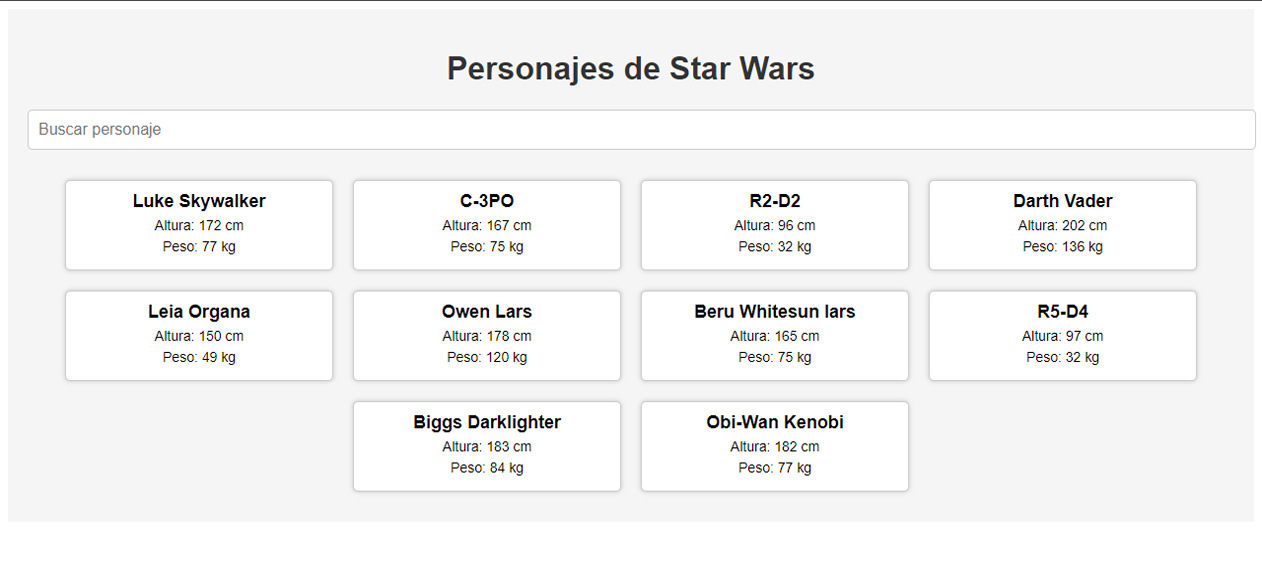 Personajes de Star Wars
Buscar personaje
Luke Skywalker
Altura: 172 cm
Peso: 77 kg
C-3PO
Altura: 167 cm
Peso: 75 kg
R2-D2
Altura: 96 cm
Peso: 32 kg
Darth Vader
Altura: 202 cm
Peso: 136 kg
Leia Organa
Altura: 150 cm
Peso: 49 kg
Owen Lars
Altura: 178 cm
Peso: 120 kg
Beru Whitesun lars
Altura: 165 cm
Peso: 75 kg
R5-D4
Altura: 97 cm
Peso: 32 kg
Biggs Darklighter
Altura: 183 cm
Peso: 84 kg
Obi-Wan Kenobi
Altura: 182 cm
Peso: 77 kg